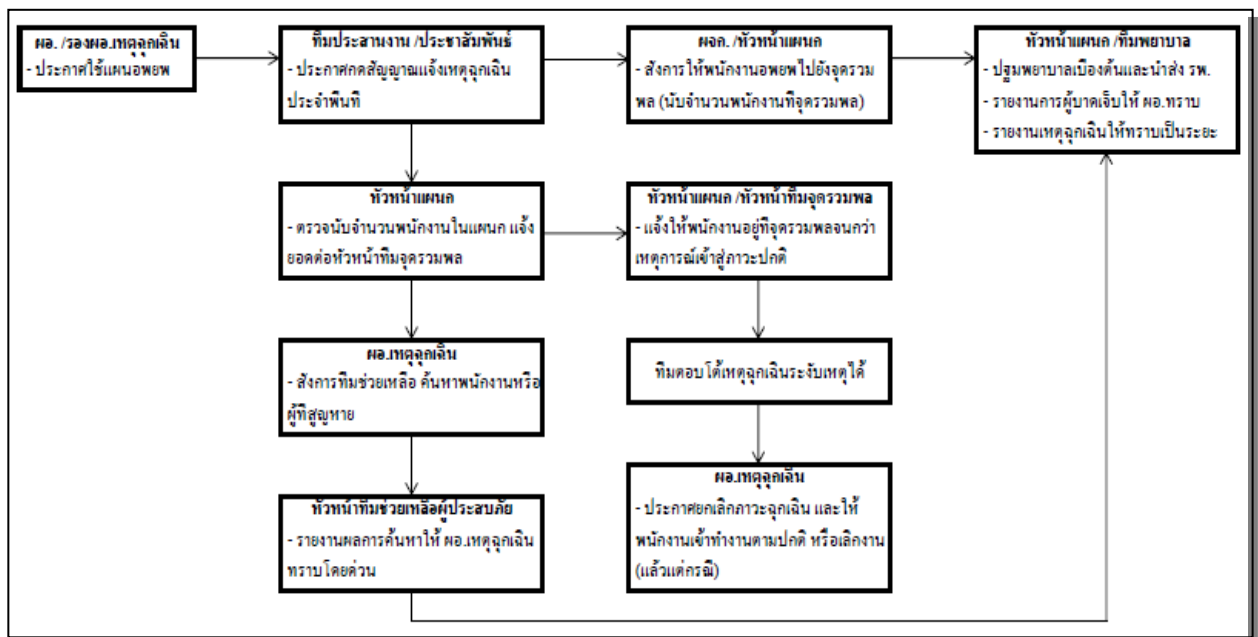 ผอ. /รองผอ.เหตุฉุกเฉิน
- ประกาศใช้แผนอพยพ
ทีมประสานงาน /ประชาสัมพันธ์
- ประกาศกดสัญญาณแจ้งเหตุฉุกเฉิน
ประจำพื้นที่
ผจก. /หัวหน้าแผนก
- สั่งการให้พนักงานอพยพไปยังจุดรวม
พล (นับจำนวนพนักงานที่จุดรวมพล)
หัวหน้าแผนก /ทีมพยาบาล
- ปฐมพยาบาลเบื้องต้นและนำส่ง รพ.
- รายงานการผู้บาดเจ็บให้ ผอ.ทราบ
- รายงานเหตุฉุกเฉินให้ทราบเป็นระยะ
หัวหน้าแผนก
- ตรวจนับจำนวนพนักงานในแผนก แจ้ง
ยอดต่อหัวหน้าทีมจุดรวมพล
หัวหน้าแผนก /หัวหน้าทีมจุดรวมพล
- แจ้งให้พนักงานอยู่ที่จุดรวมพลจนกว่า
เหตุการณ์เข้าสู่ภาวะปกติ
ผอ.เหตุฉุกเฉิน
- สั่งการทีมช่วยเหลือ ค้นหาพนักงานหรือ
ผู้ที่สูญหาย
ทีมตอบโต้เหตุฉุกเฉินระงับเหตุได้
หัวหน้าทีมช่วยเหลือผู้ประสบภัย
- รายงานผลการค้นหาให้ ผอ.เหตุฉุกเฉิน
ทราบโดยด่วน
ผอ.เหตุฉุกเฉิน
- ประกาศยกเลิกภาวะฉุกเฉิน และให้
พนักงานเข้าทำงานตามปกติ หรือเลิกงาน
(แล้วแต่กรณี)